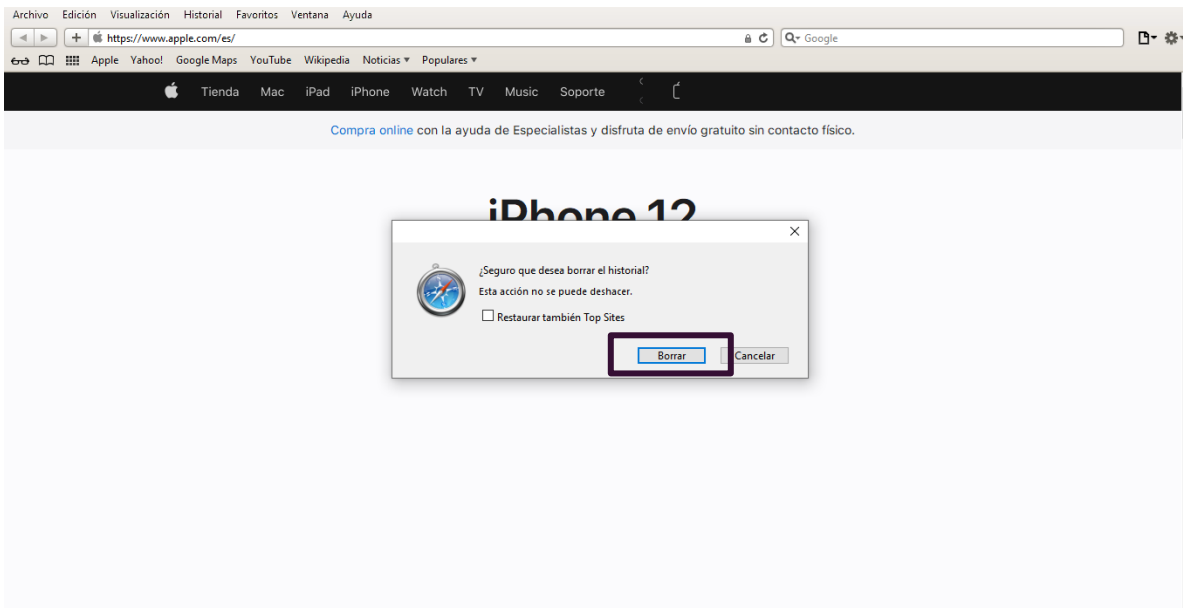 Archivo Edición Visualización Historial Favoritos Ventana Ayuda
https://www.apple.com/es/ Google
Apple Yahoo! Google Maps YouTube Wikipedia Noticias Populares
Tienda Mac iPad iPhone Watch TV Music Soporte
Compra online con la ayuda de Especialistas y disfruta de envío gratuito sin contacto físico.
iPhone 12
¿Seguro que desea borrar el historial?
Esta acción no se puede deshacer.
Restaurar también Top Sites
Borrar Cancelar